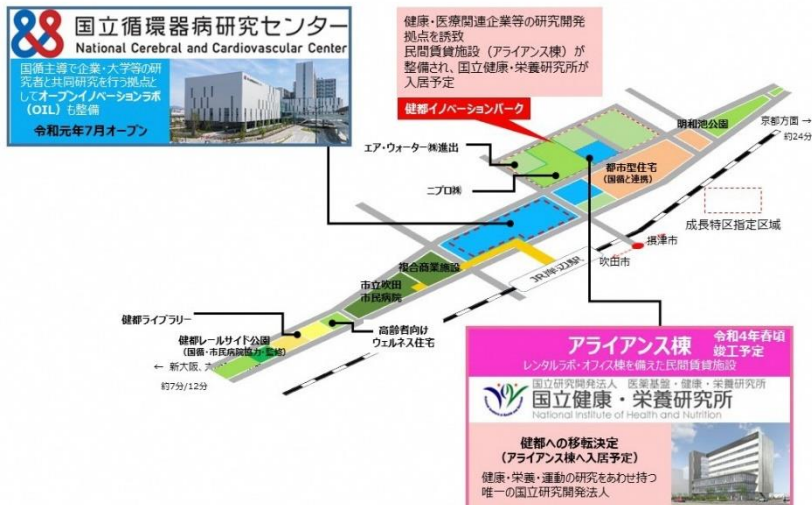 国立循環器病研究センター
National Cerebral and Cardiovascular Center
国循主導で企業・大学等の研究
者と共同研究を行う拠点と
してオープンイノベーションラボ
(OIL)も整備
令和元年7月オープン
健康・医療関連企業等の研究開発
拠点を誘致
民間賃貸施設(アライアンス棟)が
整備され、国立健康・栄養研究所が
入居予定
健都イノベーションパーク
エア・ウォーター㈱進出
ニプロ㈱
明和池公園
京都方面 →
約24分
都市型住宅
(国循と連携)
成長特区指定区域
摂津市
吹田市
JR岸辺駅
複合商業施設
市立吹田
市民病院
健都ライブラリー
健都レールサイド公園
(国循・市民病院協力・監修)
高齢者向け
ウェルネス住宅
← 新大阪、
約7分/12分
アライアンス棟
令和4年春頃
竣工予定
レンタルラボ・オフィス棟を備えた民間賃貸施設
国立研究開発法人 医薬基盤・健康・栄養研究所
国立健康・栄養研究所
National Institute of Health and Nutrition
健都への移転決定
(アライアンス棟へ入居予定)
健康・栄養・運動の研究をあわせ持つ
唯一の国立研究開発法人